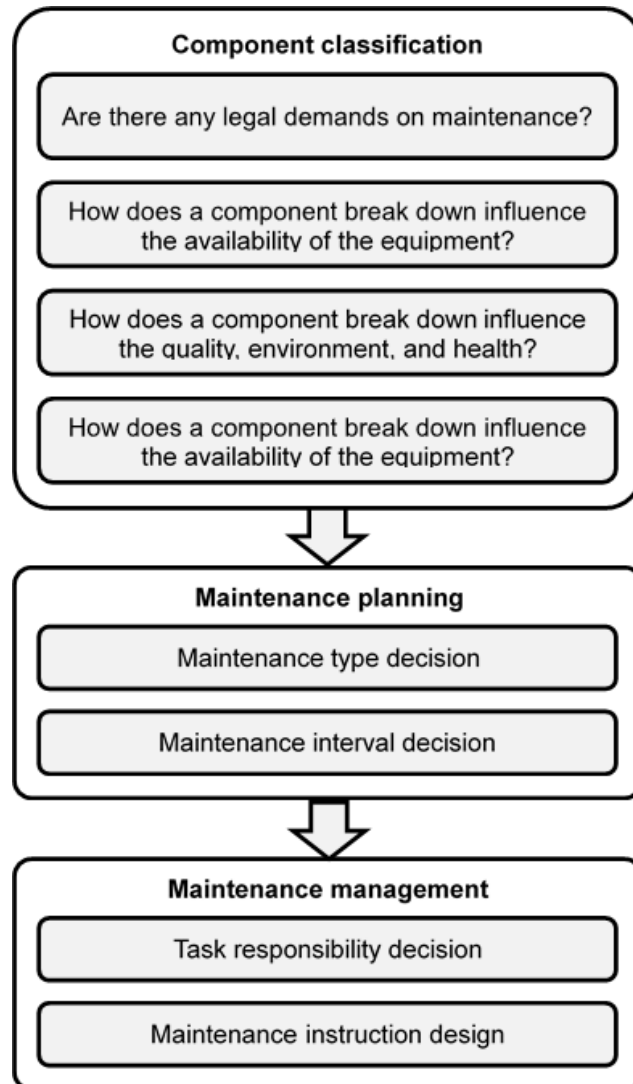 Component classification
Are there any legal demands on maintenance?
How does a component break down influence
the availability of the equipment?
How does a component break down influence
the quality, environment, and health?
How does a component break down influence
the availability of the equipment?
Maintenance planning
Maintenance type decision
Maintenance interval decision
Maintenance management
Task responsibility decision
Maintenance instruction design